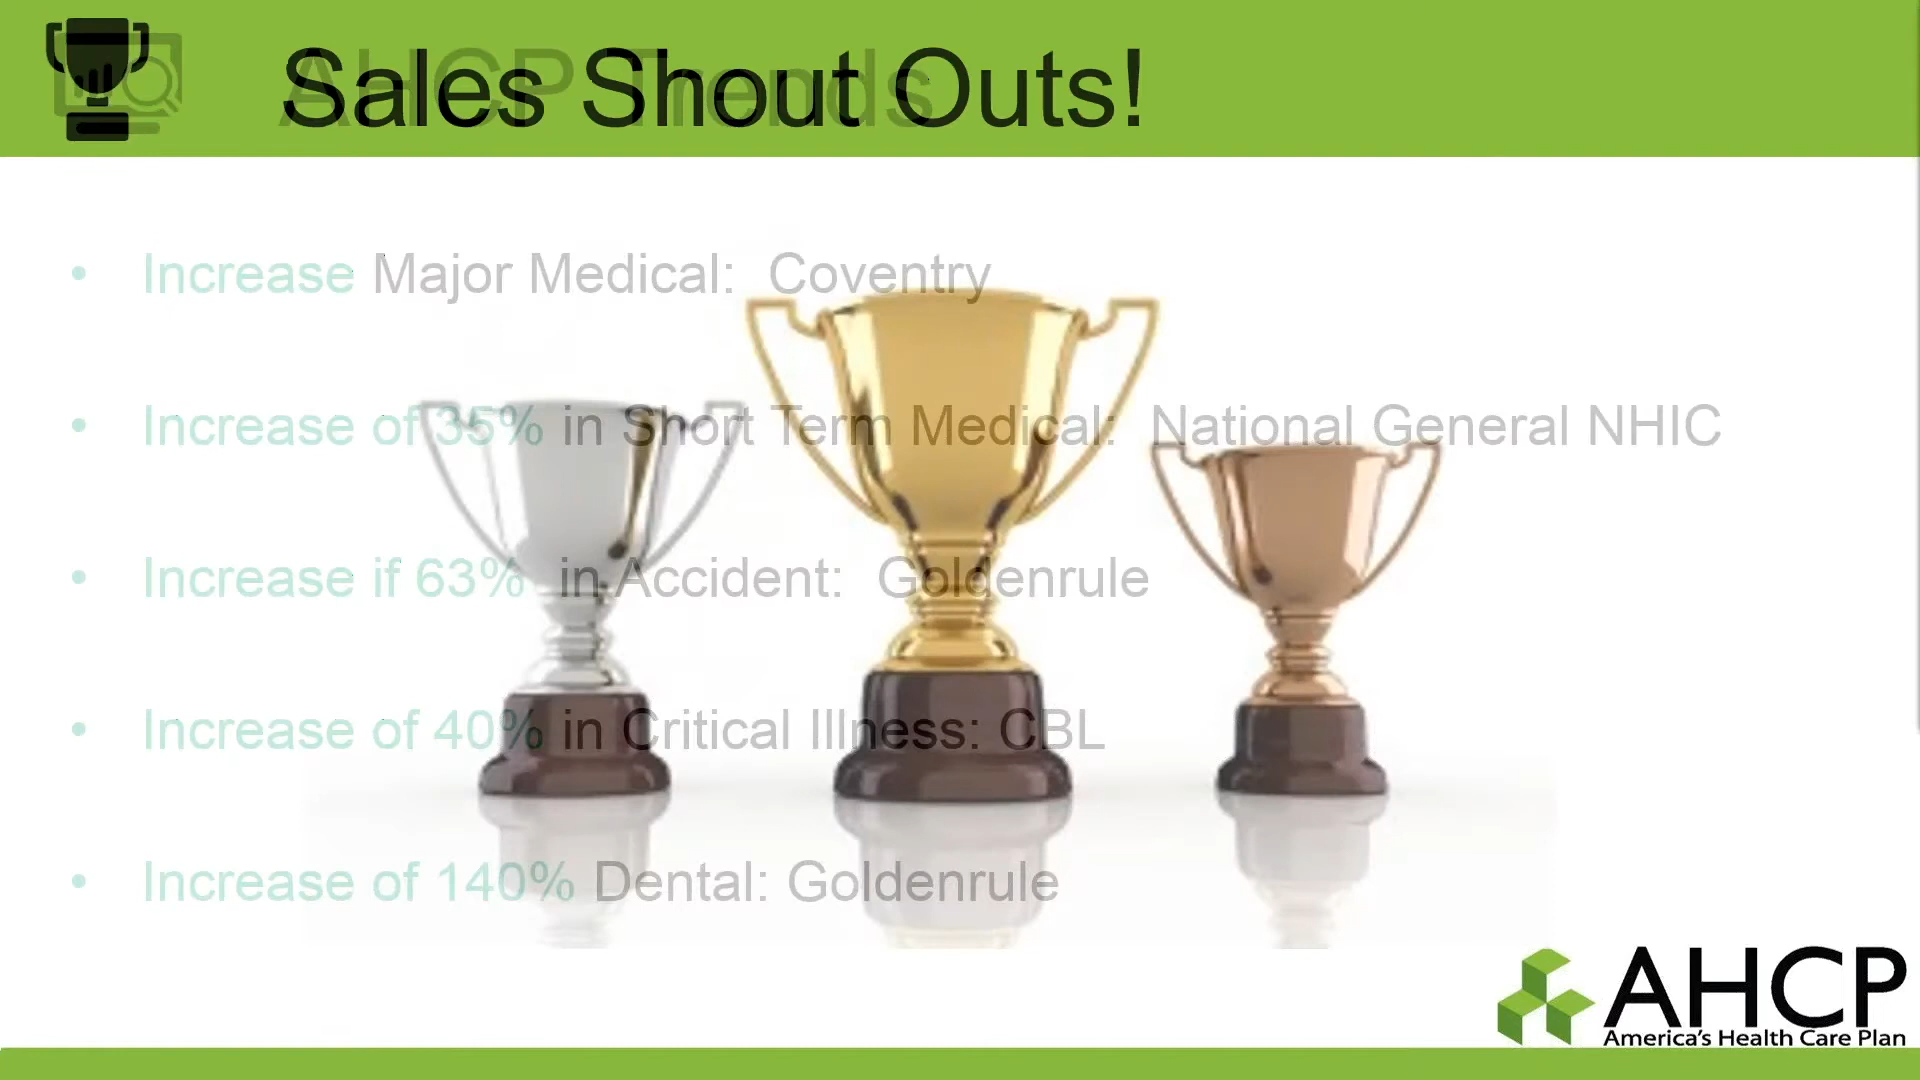 Sales Shout Outs!
AHCP Trends
• Increase Major Medical: Coventry
• Increase of 35% in Short Term Medical: National General NHIC
• Increase if 63% in Accident: Goldenrule
• Increase of 40% in Critical Illness: CBL
• Increase of 140% Dental: Goldenrule
AHCP
America's Health Care Plan